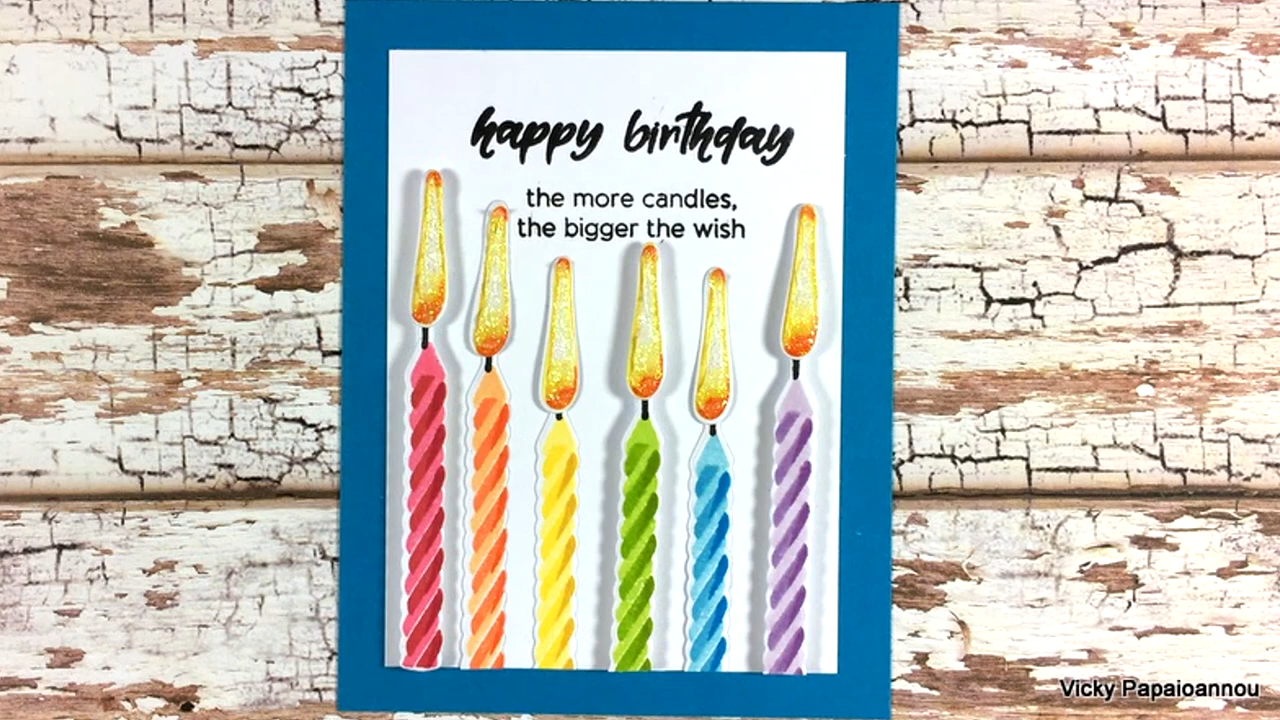 happy birthday
the more candles,
the bigger the wish
Vicky Papaioannou